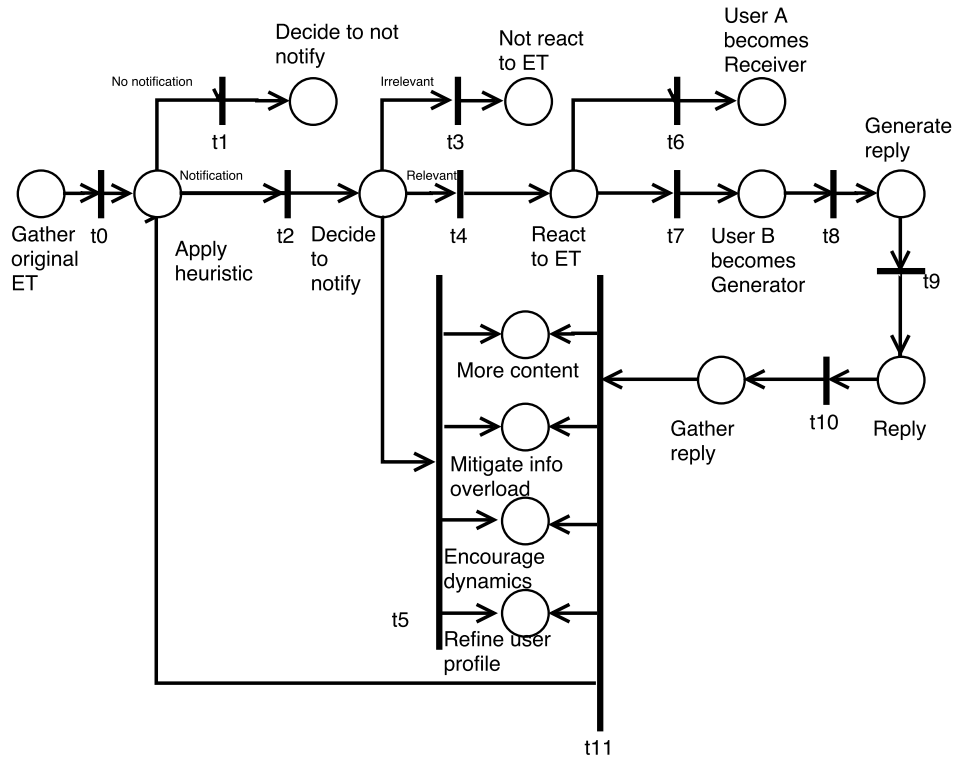 User A
becomes
Receiver
Decide to not
notify
Not react
to ET
No notification
Irrelevant
t1
t3
t6
Generate
reply
Notification
Relevant
Gather
original
ET
t0
Apply
heuristic
t2
Decide
to
notify
t4
React
to ET
t7
User B
becomes
Generator
t8
t9
More content
Gather
reply
t10
Reply
Mitigate info
overload
Encourage
dynamics
t5
Refine user
profile
t11